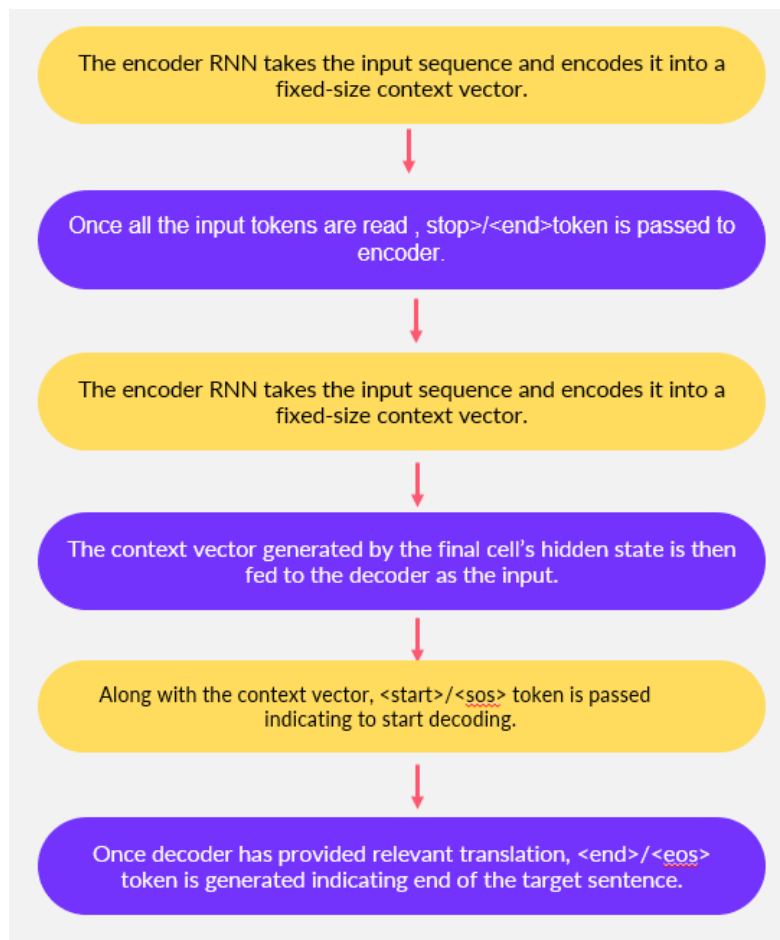 The encoder RNN takes the input sequence and encodes it into a
fixed-size context vector.
Once all the input tokens are read , stop>/<end>token is passed to
encoder.
The encoder RNN takes the input sequence and encodes it into a
fixed-size context vector.
The context vector generated by the final cell’s hidden state is then
fed to the decoder as the input.
Along with the context vector, <start>/<sos> token is passed
indicating to start decoding.
Once decoder has provided relevant translation, <end>/<eos>
token is generated indicating end of the target sentence.